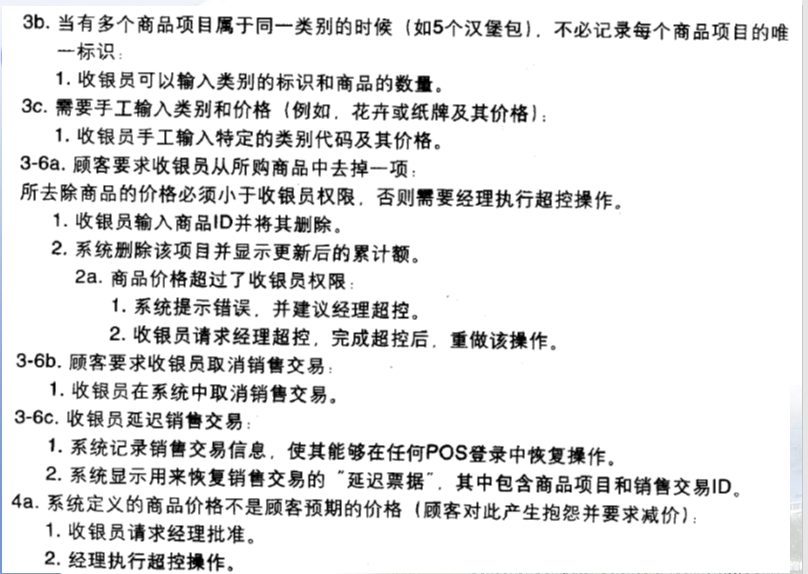 3b. 当有多个商品项目属于同一类别的时候（如5个汉堡包），不必记录每个商品项目的唯
一标识：
1. 收银员可以输入类别的标识和商品的数量。
3c. 需要手工输入类别和价格（例如，花卉或纸牌及其价格）：
1. 收银员手工输入特定的类别代码及其价格。
3-6a. 顾客要求收银员从所购商品中去掉一项：
所去除商品的价格必须小于收银员权限，否则需要经理执行超控操作。
1. 收银员输入商品ID并将其删除。
2. 系统删除该项目并显示更新后的累计额。
2a. 商品价格超过了收银员权限：
1. 系统提示错误，并建议经理超控。
2. 收银员请求经理超控，完成超控后，重做该操作。
3-6b. 顾客要求收银员取消销售交易：
1. 收银员在系统中取消销售交易。
3-6c. 收银员延迟销售交易：
1. 系统记录销售交易信息，使其能够在任何POS登录中恢复操作。
2. 系统显示用来恢复销售交易的“延迟票据”，其中包含商品项目和销售交易ID。
4a. 系统定义的商品价格不是顾客预期的价格（顾客对此产生抱怨并要求减价）：
1. 收银员请求经理批准。
2. 经理执行超控操作。